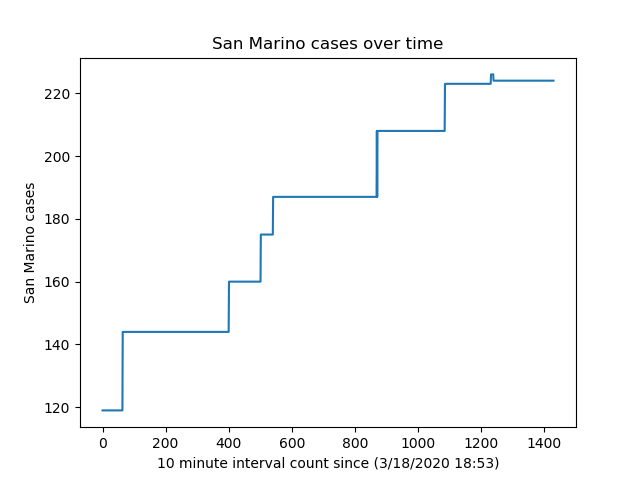 San Marino cases over time
220
200
180
160
140
120
San Marino cases
0 200 400 600 800 1000 1200 1400
10 minute interval count since (3/18/2020 18:53)